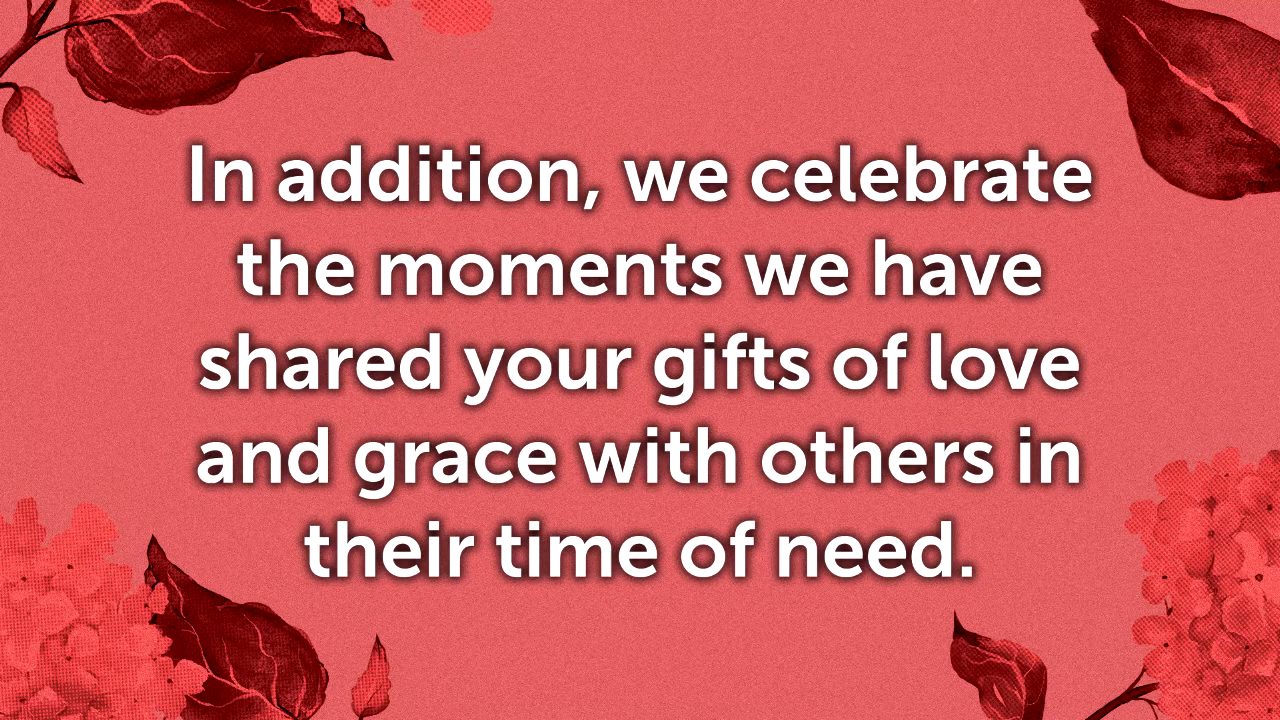 In addition, we celebrate
the moments we have
shared your gifts of love
and grace with others in
their time of need.